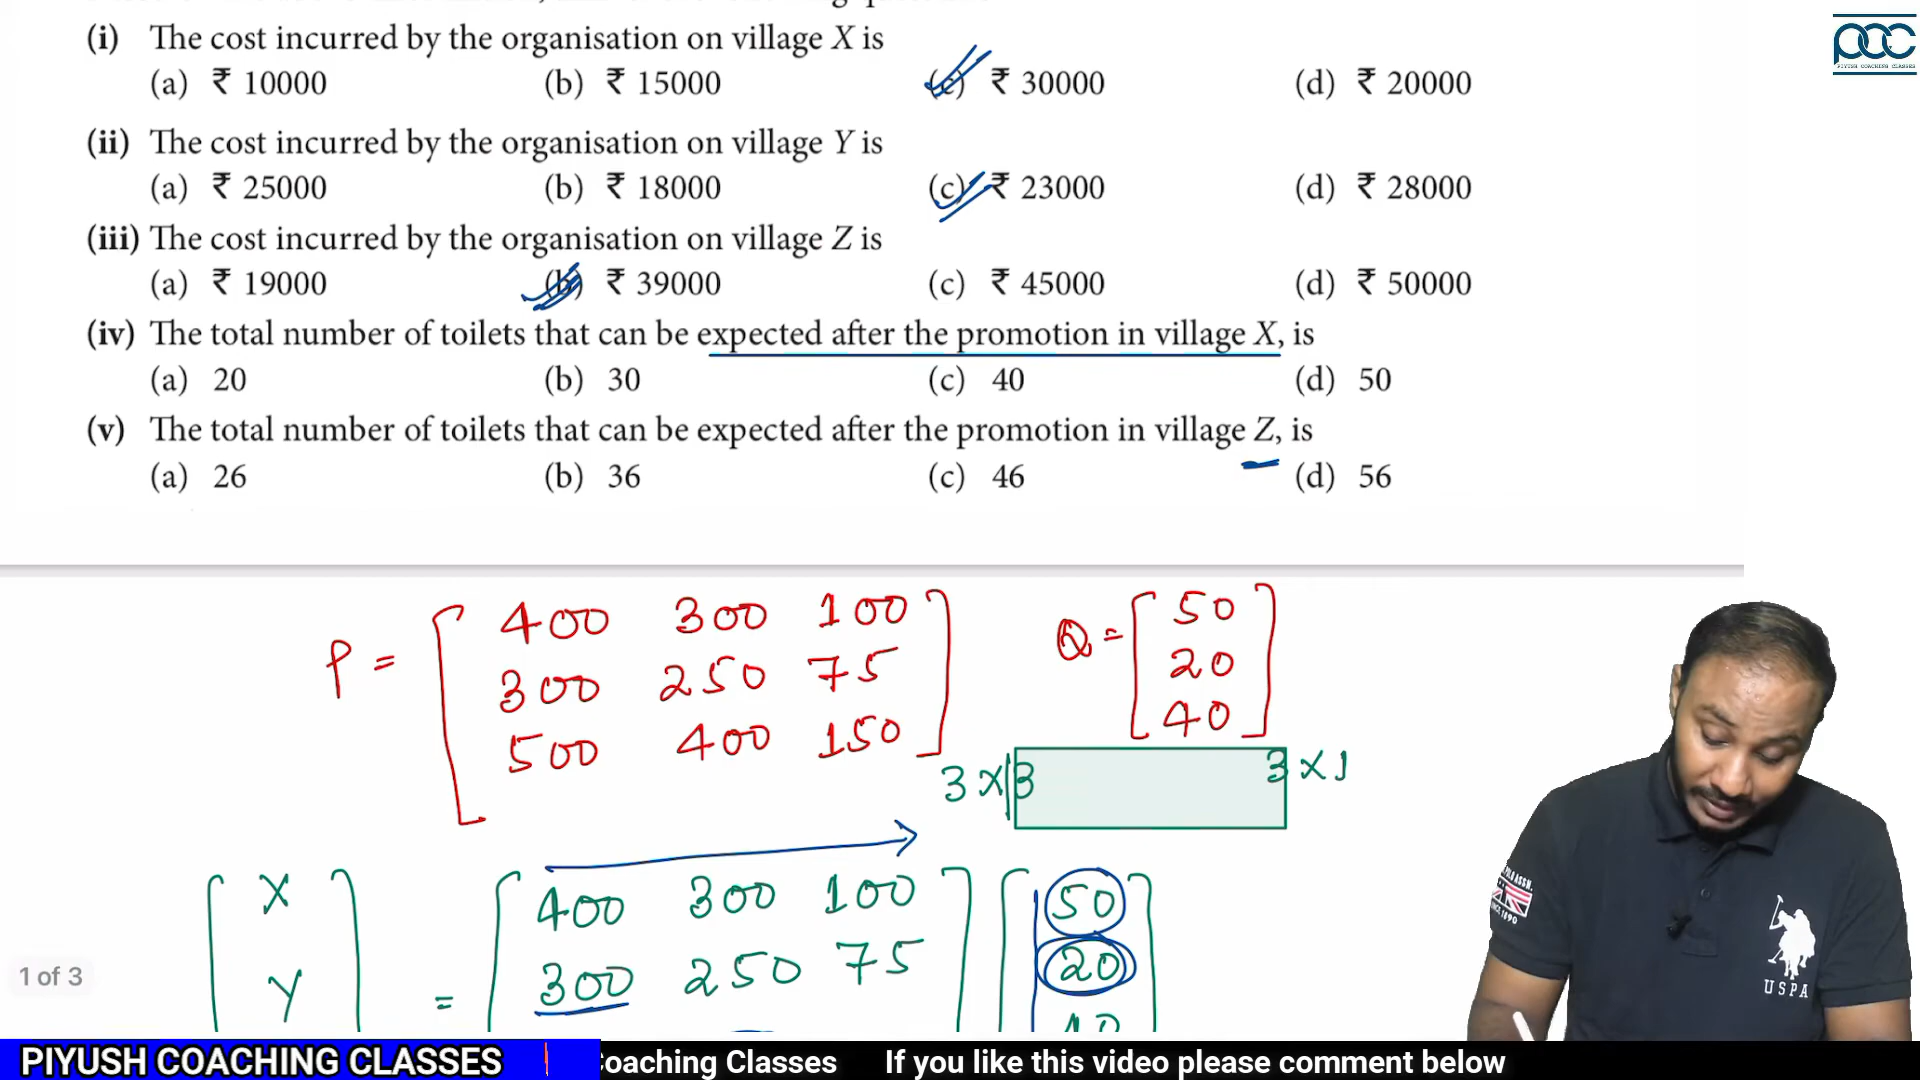 (i) The cost incurred by the organisation on village X is
(a) ₹ 10000 (b) ₹ 15000 (c) ₹ 30000 (d) ₹ 20000
(ii) The cost incurred by the organisation on village Y is
(a) ₹ 25000 (b) ₹ 18000 (c) ₹ 23000 (d) ₹ 28000
(iii) The cost incurred by the organisation on village Z is
(a) ₹ 19000 (b) ₹ 39000 (c) ₹ 45000 (d) ₹ 50000
(iv) The total number of toilets that can be expected after the promotion in village X, is
(a) 20 (b) 30 (c) 40 (d) 50
(v) The total number of toilets that can be expected after the promotion in village Z, is
(a) 26 (b) 36 (c) 46 (d) 56
pcc
PIYUSH COACHING CLASSES
P = [ 400 300 100
300 250 75
500 400 150 ]
3 × 3
Q = [ 50
20
40 ]
3 × 1
[ X
Y
= [ 400 300 100 ] [ 50 ]
300 250 75 20
1 of 3
USPA
PIYUSH COACHING CLASSES
Coaching Classes If you like this video please comment below